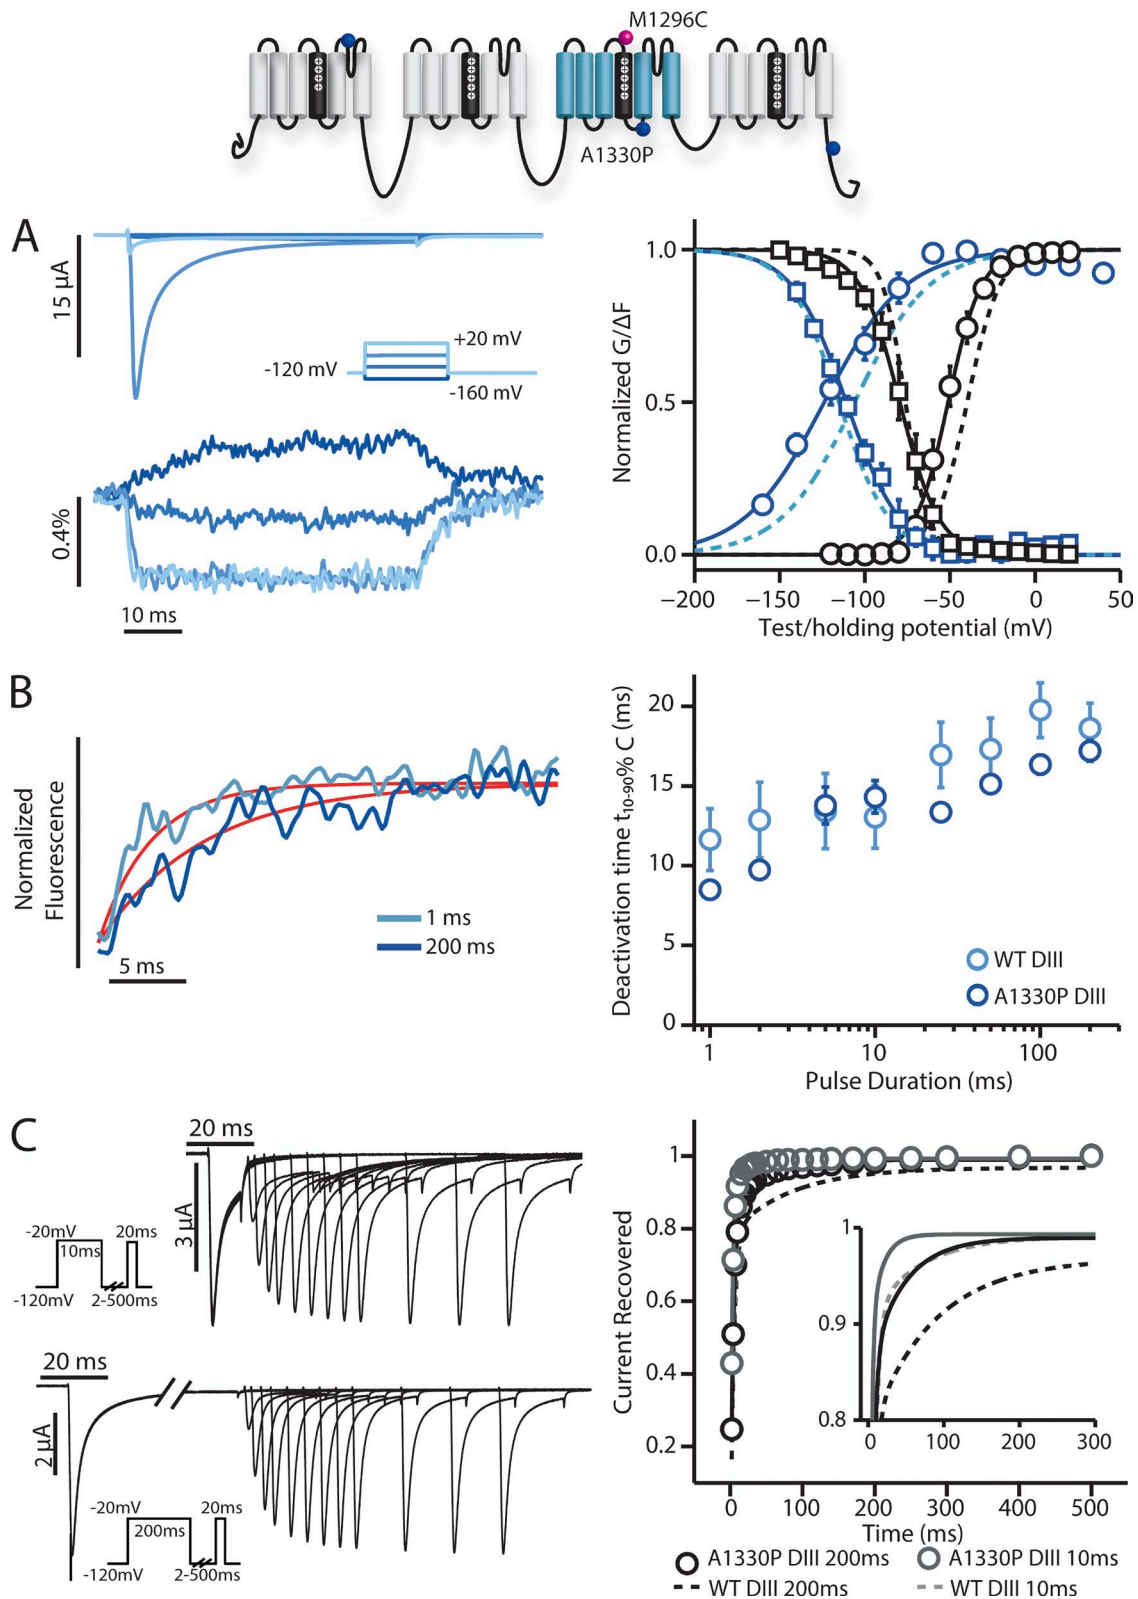 M1296C
A1330P
A
15 µA
+20 mV
-120 mV
-160 mV
0.4%
10 ms
Normalized G/ΔF
1.0
0.5
0.0
−200 −150 −100 −50 0 50
Test/holding potential (mV)
B
Normalized
Fluorescence
1 ms
200 ms
5 ms
Deactivation time t10-90% C (ms)
20
15
10
5
0
WT DIII
A1330P DIII
1 10 100
Pulse Duration (ms)
C
20 ms
3 µA
-20mV 20ms
10ms
-120mV 2-500ms
20 ms
2 µA
-20mV 20ms
200ms
-120mV 2-500ms
Current Recovered
1
0.8
0.6
0.4
0.2
1
0.9
0.8
0 100 200 300
0 100 200 300 400 500
Time (ms)
A1330P DIII 200ms A1330P DIII 10ms
WT DIII 200ms WT DIII 10ms